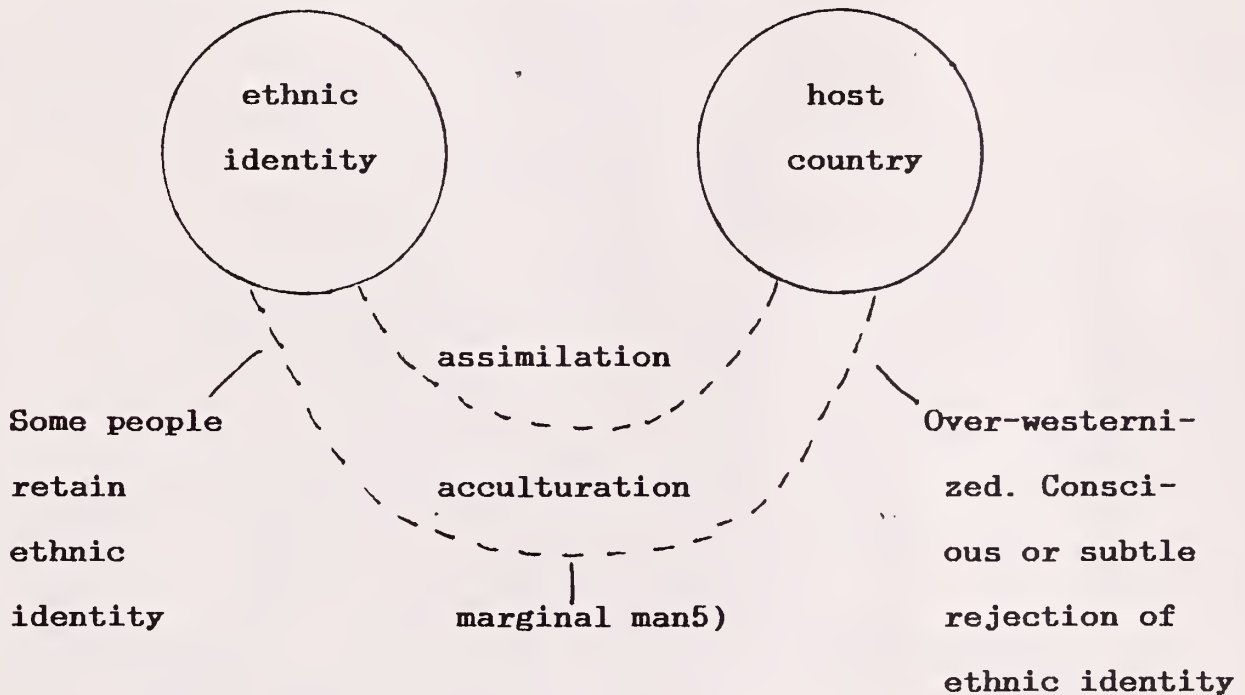 ethnic
identity
host
country
assimilation
acculturation
marginal man5)
Some people
retain
ethnic
identity
Over-westerni-
zed. Consci-
ous or subtle
rejection of
ethnic identity